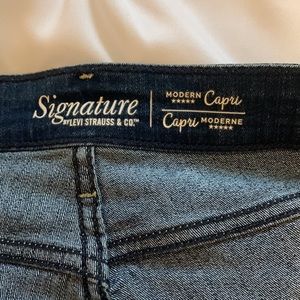 Signature
BY LEVI STRAUSS & CO.™
MODERN Capri
★★★★★
Capri MODERNE
★★★★★